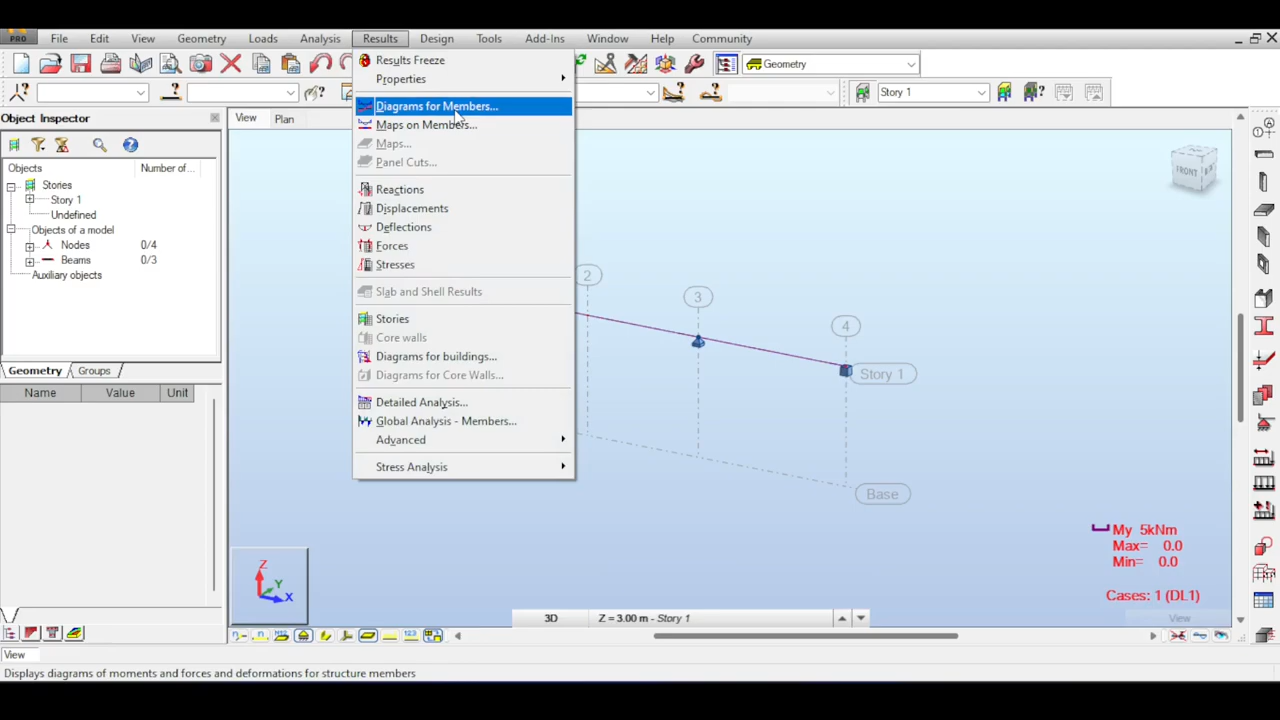 PRO
File Edit View Geometry Loads Analysis Results Design Tools Add-Ins Window Help Community
Geometry
Story 1
Object Inspector
Objects Number of...
Stories
Story 1
Undefined
Objects of a model
Nodes 0/4
Beams 0/3
Auxiliary objects
Geometry Groups
Name Value Unit
View Plan
Results Freeze
Properties
Diagrams for Members...
Maps on Members...
Maps...
Panel Cuts...
Reactions
Displacements
Deflections
Forces
Stresses
Slab and Shell Results
Stories
Core walls
Diagrams for buildings...
Diagrams for Core Walls...
Detailed Analysis...
Global Analysis - Members...
Advanced
Stress Analysis
2
3
4
Story 1
Base
FRONT
My 5kNm
Max= 0.0
Min= 0.0
Cases: 1 (DL1)
Z
Y
X
3D Z = 3.00 m - Story 1
View
View
Displays diagrams of moments and forces and deformations for structure members